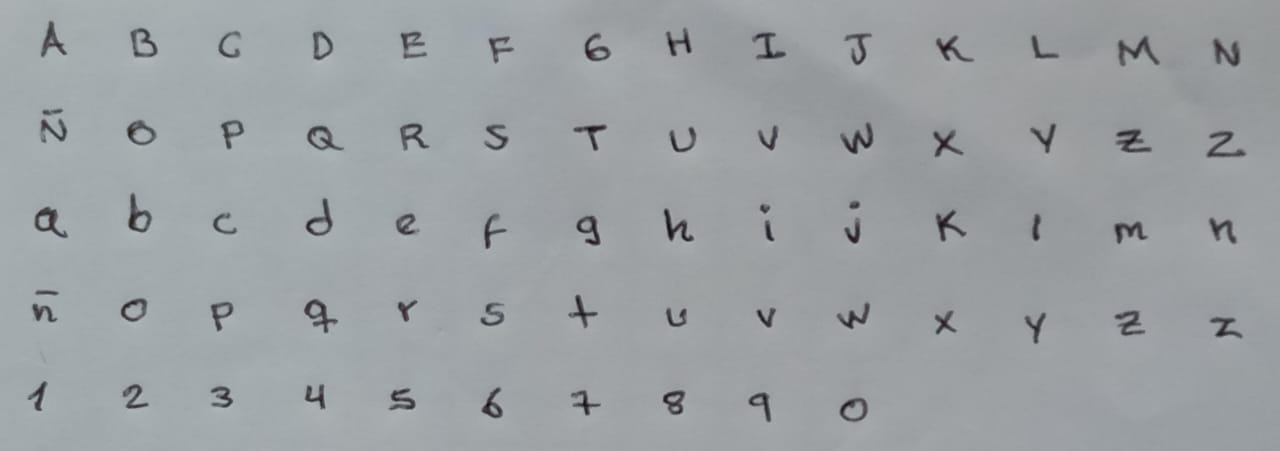 A B C D E F G H I J K L M N
Ñ O P Q R S T U V W X Y Z Z
a b c d e f g h i j k l m n
ñ o p q r s t u v w x y z z
1 2 3 4 5 6 7 8 9 0